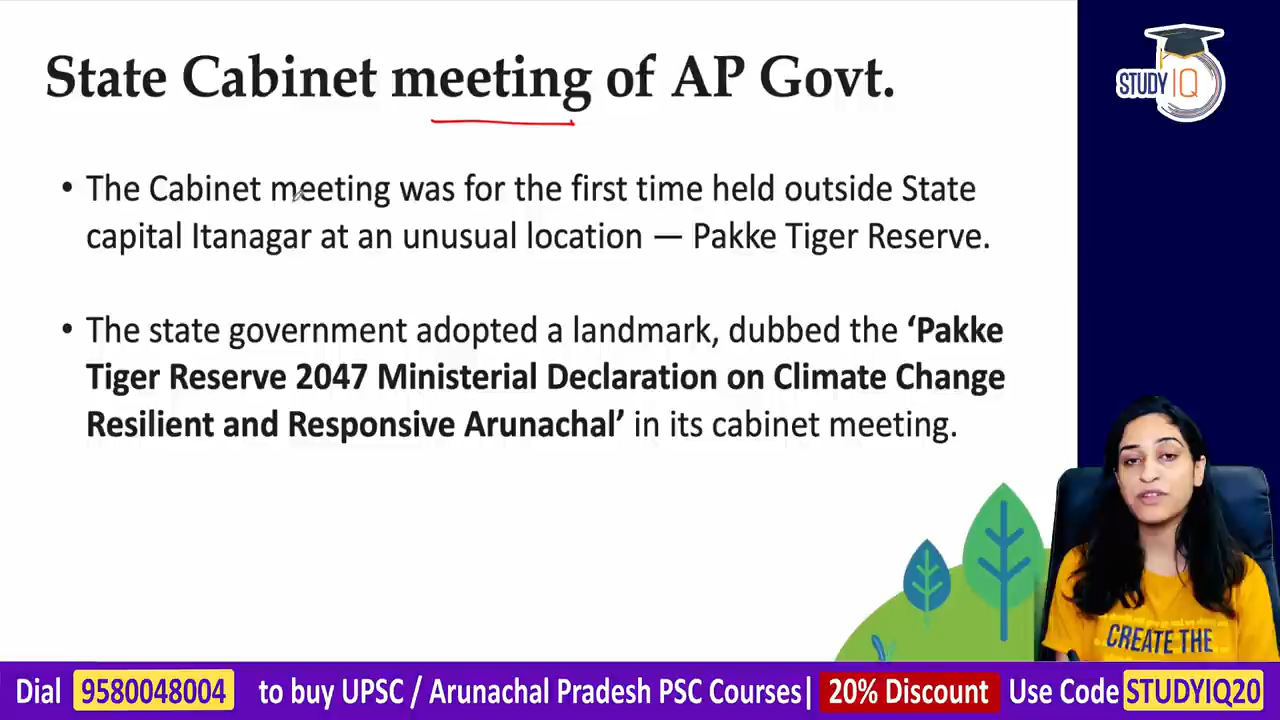 State Cabinet meeting of AP Govt.
STUDY IQ
• The Cabinet meeting was for the first time held outside State
capital Itanagar at an unusual location — Pakke Tiger Reserve.
• The state government adopted a landmark, dubbed the ‘Pakke
Tiger Reserve 2047 Ministerial Declaration on Climate Change
Resilient and Responsive Arunachal’ in its cabinet meeting.
CREATE THE
Dial 9580048004 to buy UPSC / Arunachal Pradesh PSC Courses| 20% Discount Use Code STUDYIQ20